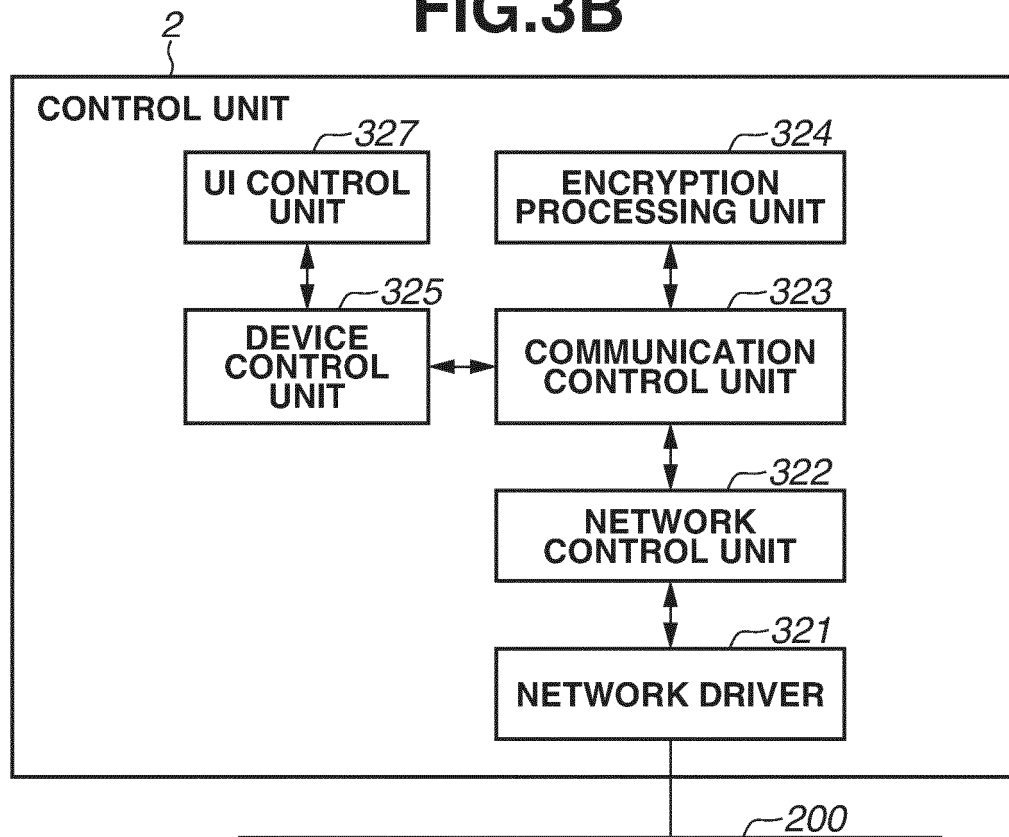 FIG.3B
2
CONTROL UNIT
327
UI CONTROL
UNIT
324
ENCRYPTION
PROCESSING UNIT
325
DEVICE
CONTROL
UNIT
323
COMMUNICATION
CONTROL UNIT
322
NETWORK
CONTROL UNIT
321
NETWORK DRIVER
200